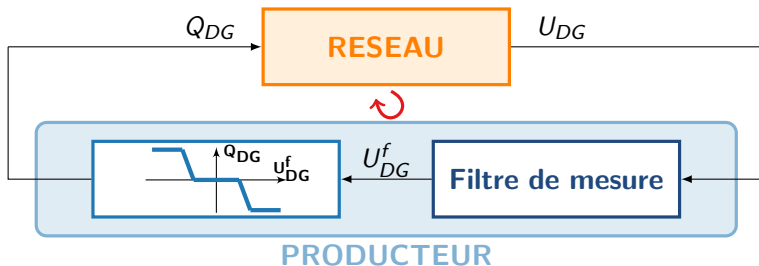 Q_DG
RESEAU
U_DG
Q_DG
U^f_DG
U^f_DG
Filtre de mesure
PRODUCTEUR